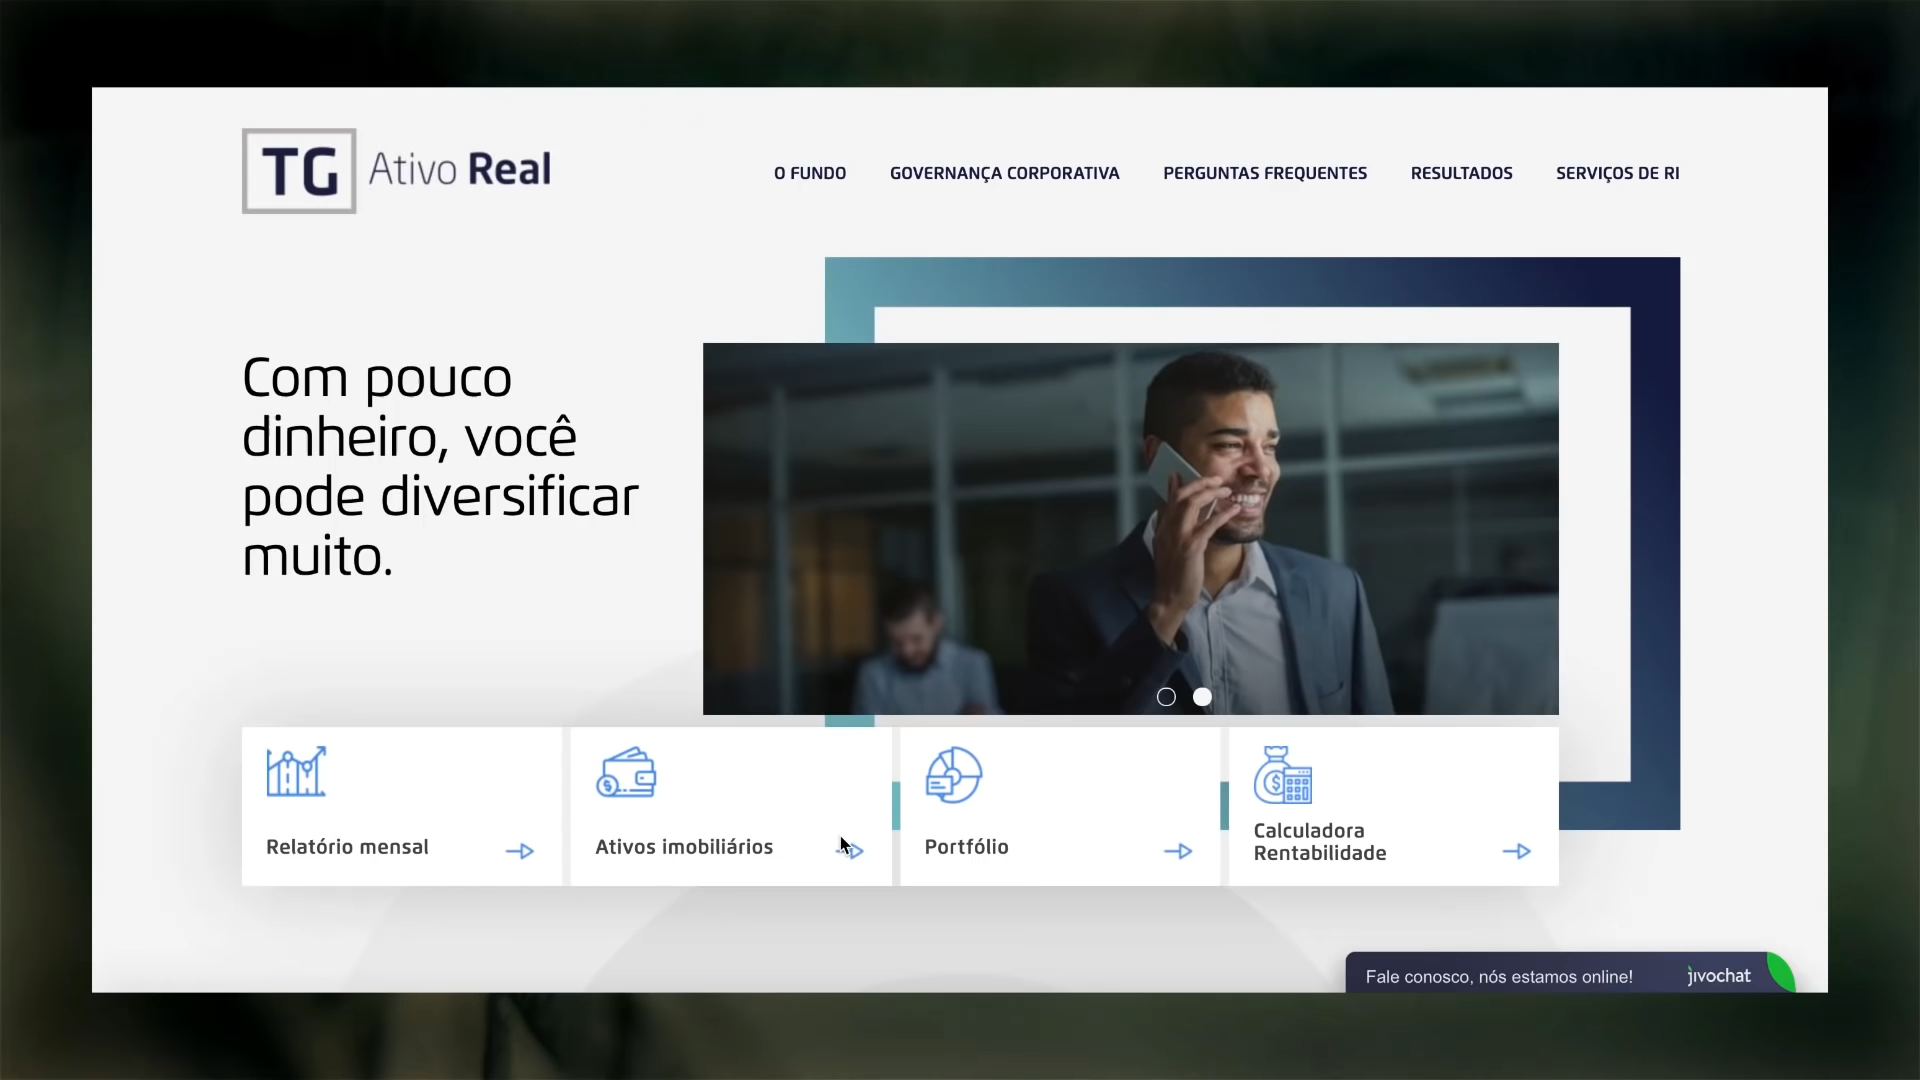 TG Ativo Real
O FUNDO GOVERNANÇA CORPORATIVA PERGUNTAS FREQUENTES RESULTADOS SERVIÇOS DE RI
Com pouco
dinheiro, você
pode diversificar
muito.
Relatório mensal
Ativos imobiliários
Portfólio
Calculadora
Rentabilidade
Fale conosco, nós estamos online! jivochat